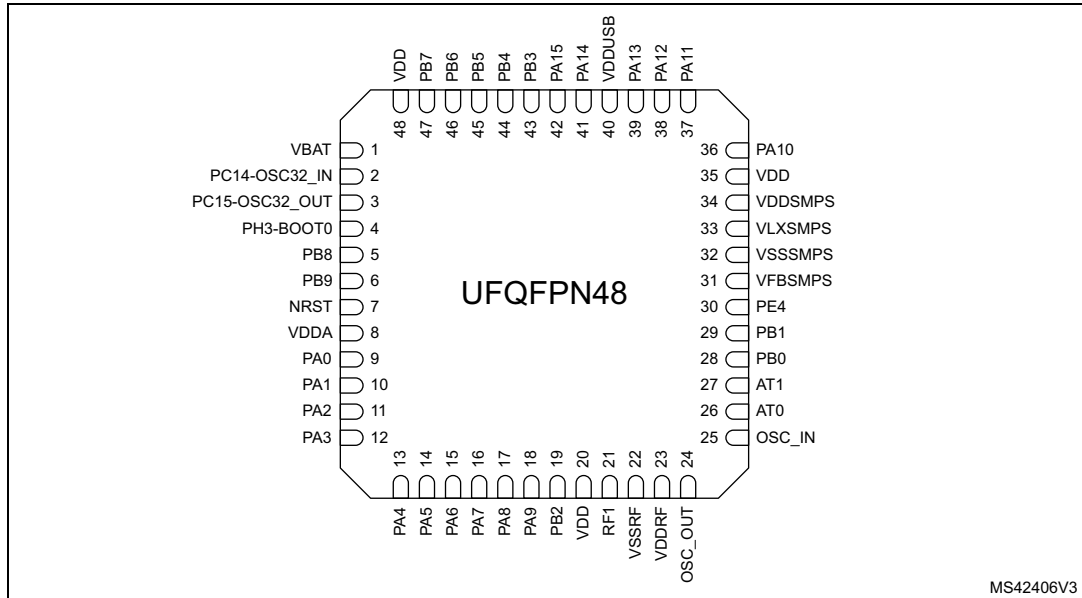 VDD
PB7
PB6
PB5
PB4
PB3
PA15
PA14
VDDUSB
PA13
PA12
PA11
48
47
46
45
44
43
42
41
40
39
38
37
VBAT 1
PC14-OSC32_IN 2
PC15-OSC32_OUT 3
PH3-BOOT0 4
PB8 5
PB9 6
NRST 7
VDDA 8
PA0 9
PA1 10
PA2 11
PA3 12
UFQFPN48
36 PA10
35 VDD
34 VDDSMPS
33 VLXSMPS
32 VSSSMPS
31 VFBSMPS
30 PE4
29 PB1
28 PB0
27 AT1
26 AT0
25 OSC_IN
13
14
15
16
17
18
19
20
21
22
23
24
PA4
PA5
PA6
PA7
PA8
PA9
PB2
VDD
RF1
VSSRF
VDDRF
OSC_OUT
MS42406V3